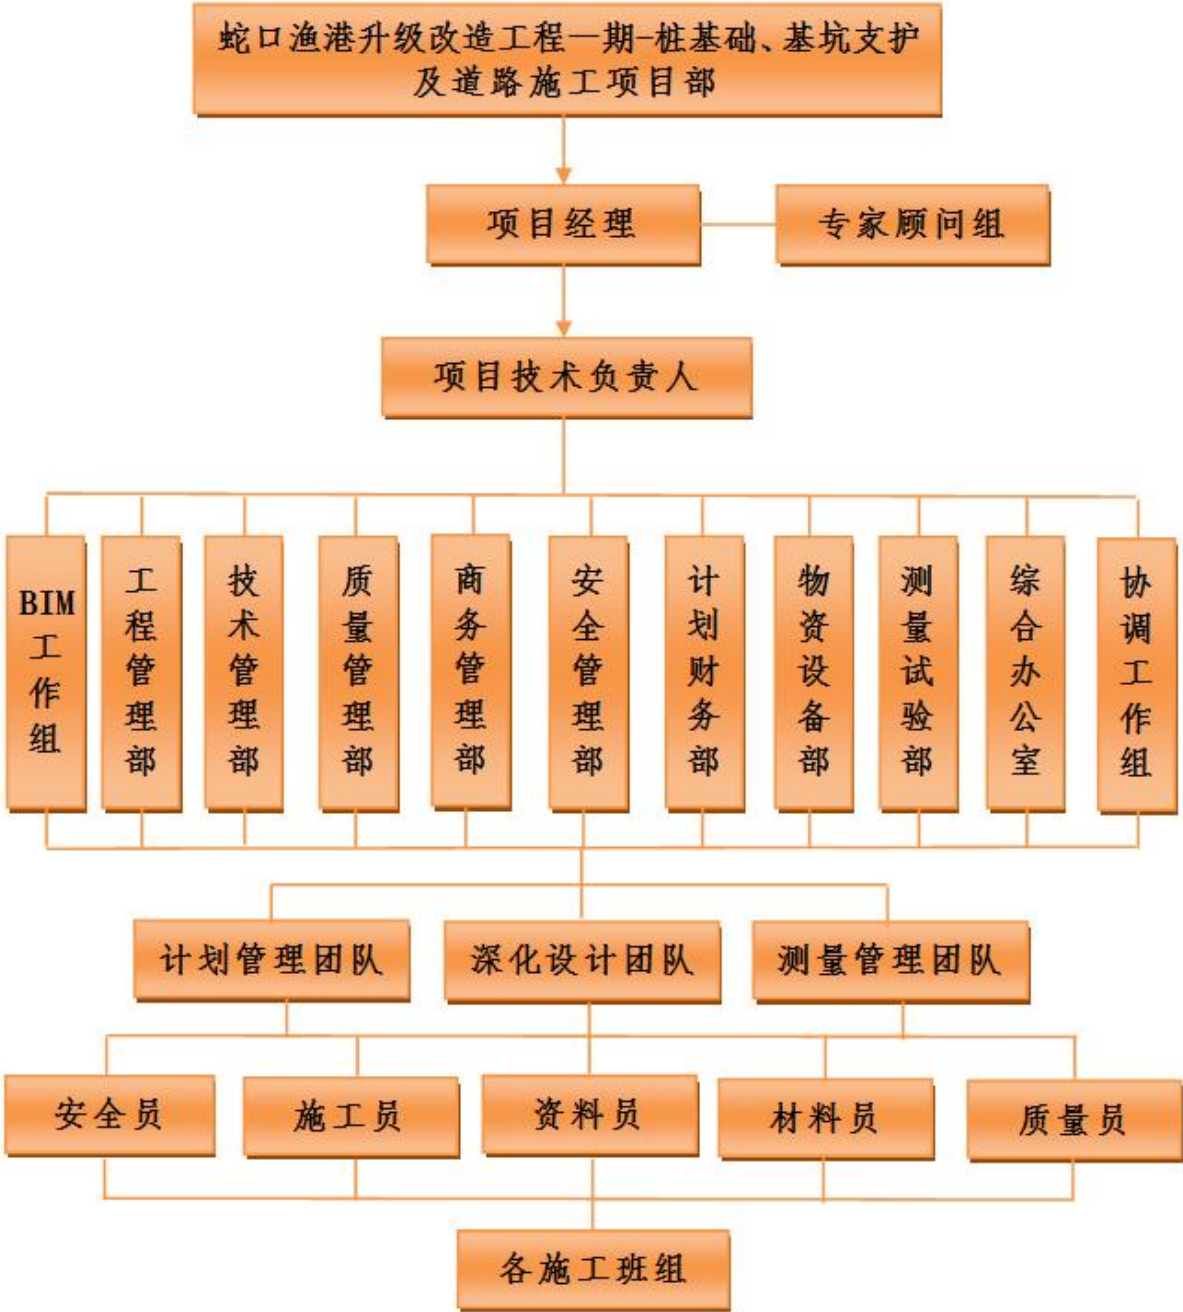 蛇口渔港升级改造工程一期-桩基础、基坑支护
及道路施工项目部
项目经理
专家顾问组
项目技术负责人
BIM工作组
工程管理部
技术管理部
质量管理部
商务管理部
安全管理部
计划财务部
物资设备部
测量试验部
综合办公室
协调工作组
计划管理团队
深化设计团队
测量管理团队
安全员
施工员
资料员
材料员
质量员
各施工班组